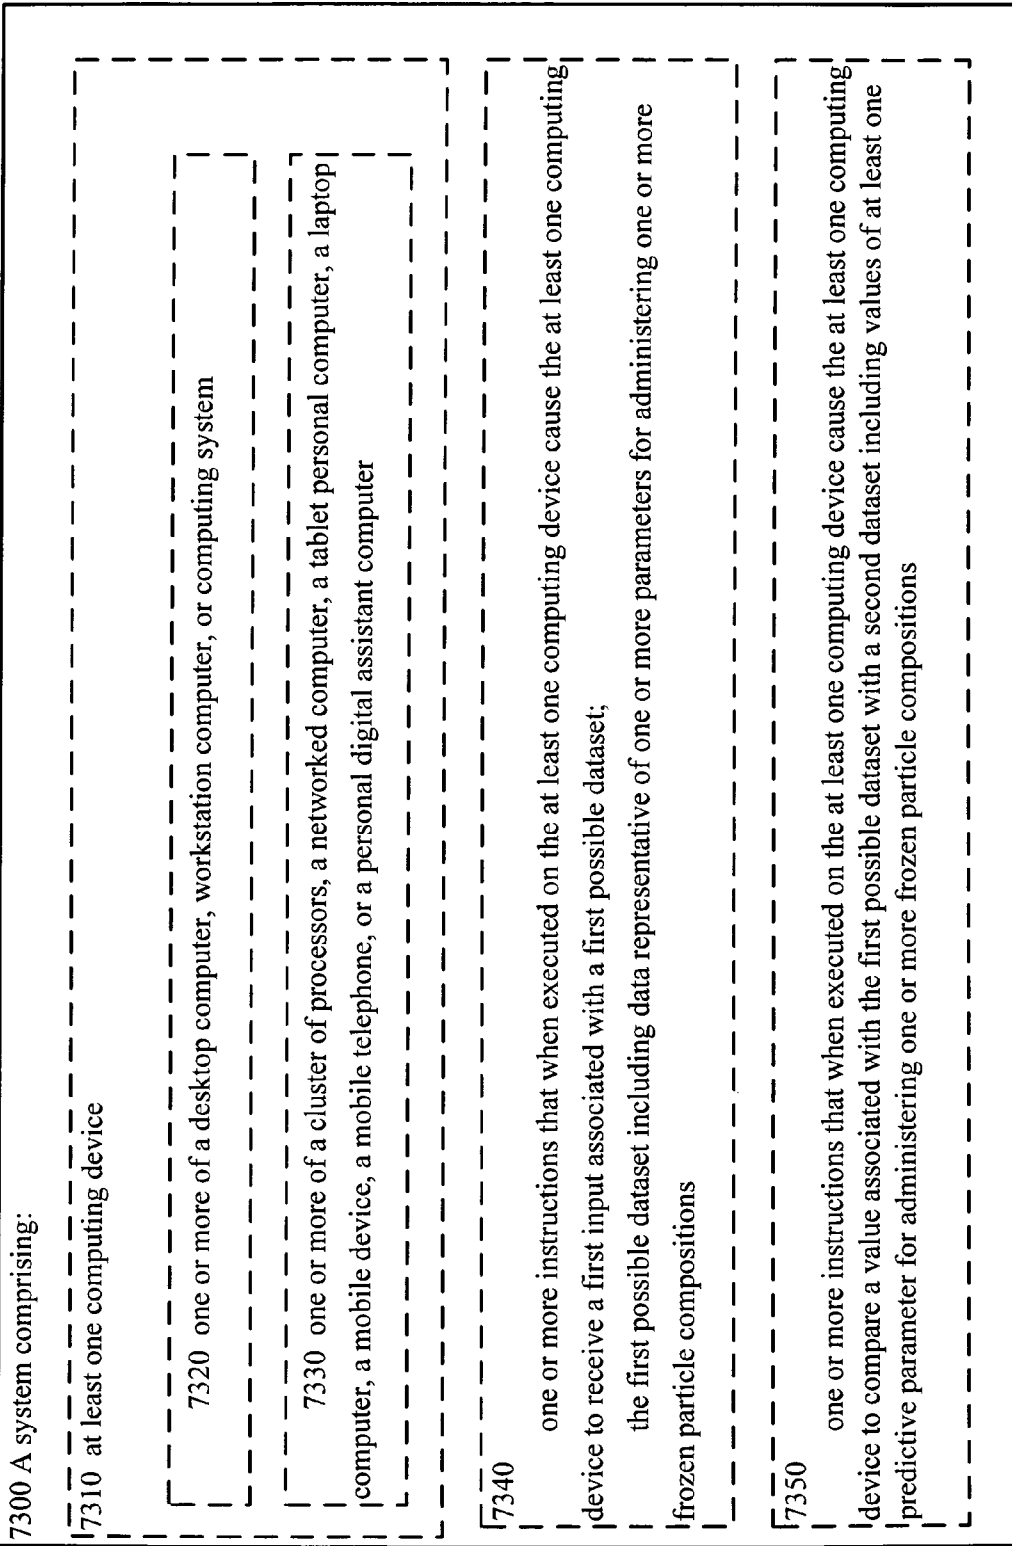 7300 A system comprising:
7310 at least one computing device
7320 one or more of a desktop computer, workstation computer, or computing system
7330 one or more of a cluster of processors, a networked computer, a tablet personal computer, a laptop
computer, a mobile device, a mobile telephone, or a personal digital assistant computer
7340
one or more instructions that when executed on the at least one computing device cause the at least one computing
device to receive a first input associated with a first possible dataset;
the first possible dataset including data representative of one or more parameters for administering one or more
frozen particle compositions
7350
one or more instructions that when executed on the at least one computing device cause the at least one computing
device to compare a value associated with the first possible dataset with a second dataset including values of at least one
predictive parameter for administering one or more frozen particle compositions